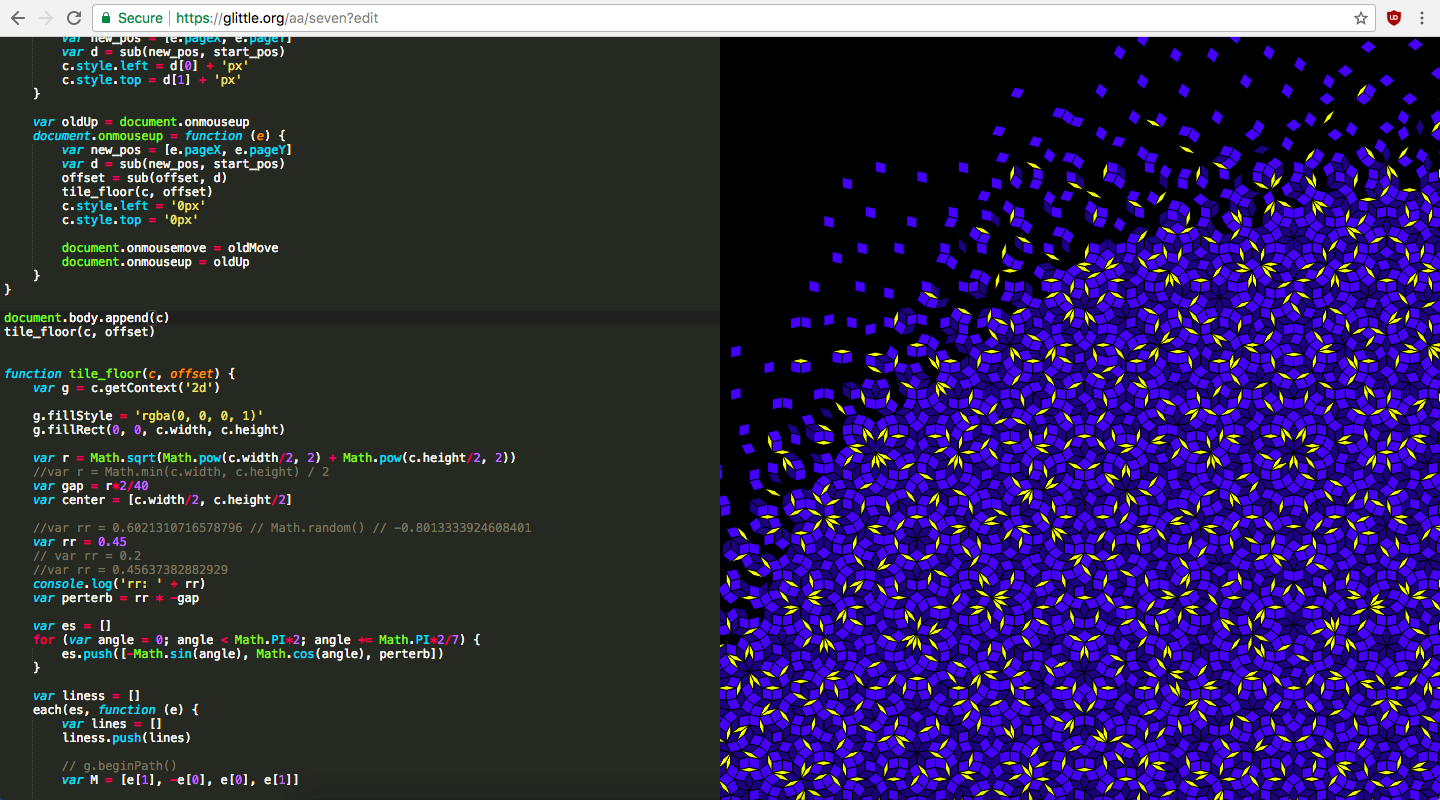 Secure | https://glittle.org/aa/seven?edit
var new_pos = [e.pageX, e.pageY]
var d = sub(new_pos, start_pos)
c.style.left = d[0] + 'px'
c.style.top = d[1] + 'px'
}
var oldUp = document.onmouseup
document.onmouseup = function (e) {
var new_pos = [e.pageX, e.pageY]
var d = sub(new_pos, start_pos)
offset = sub(offset, d)
tile_floor(c, offset)
c.style.left = '0px'
c.style.top = '0px'
document.onmousemove = oldMove
document.onmouseup = oldUp
}
}
document.body.append(c)
tile_floor(c, offset)
function tile_floor(c, offset) {
var g = c.getContext('2d')
g.fillStyle = 'rgba(0, 0, 0, 1)'
g.fillRect(0, 0, c.width, c.height)
var r = Math.sqrt(Math.pow(c.width/2, 2) + Math.pow(c.height/2, 2))
//var r = Math.min(c.width, c.height) / 2
var gap = r*2/40
var center = [c.width/2, c.height/2]
//var rr = 0.6021310716578796 // Math.random() // -0.8013333924608401
var rr = 0.45
// var rr = 0.2
//var rr = 0.45637382882929
console.log('rr: ' + rr)
var perterb = rr * -gap
var es = []
for (var angle = 0; angle < Math.PI*2; angle += Math.PI*2/7) {
es.push([-Math.sin(angle), Math.cos(angle), perterb])
}
var liness = []
each(es, function (e) {
var lines = []
liness.push(lines)
// g.beginPath()
var M = [e[1], -e[0], e[0], e[1]]